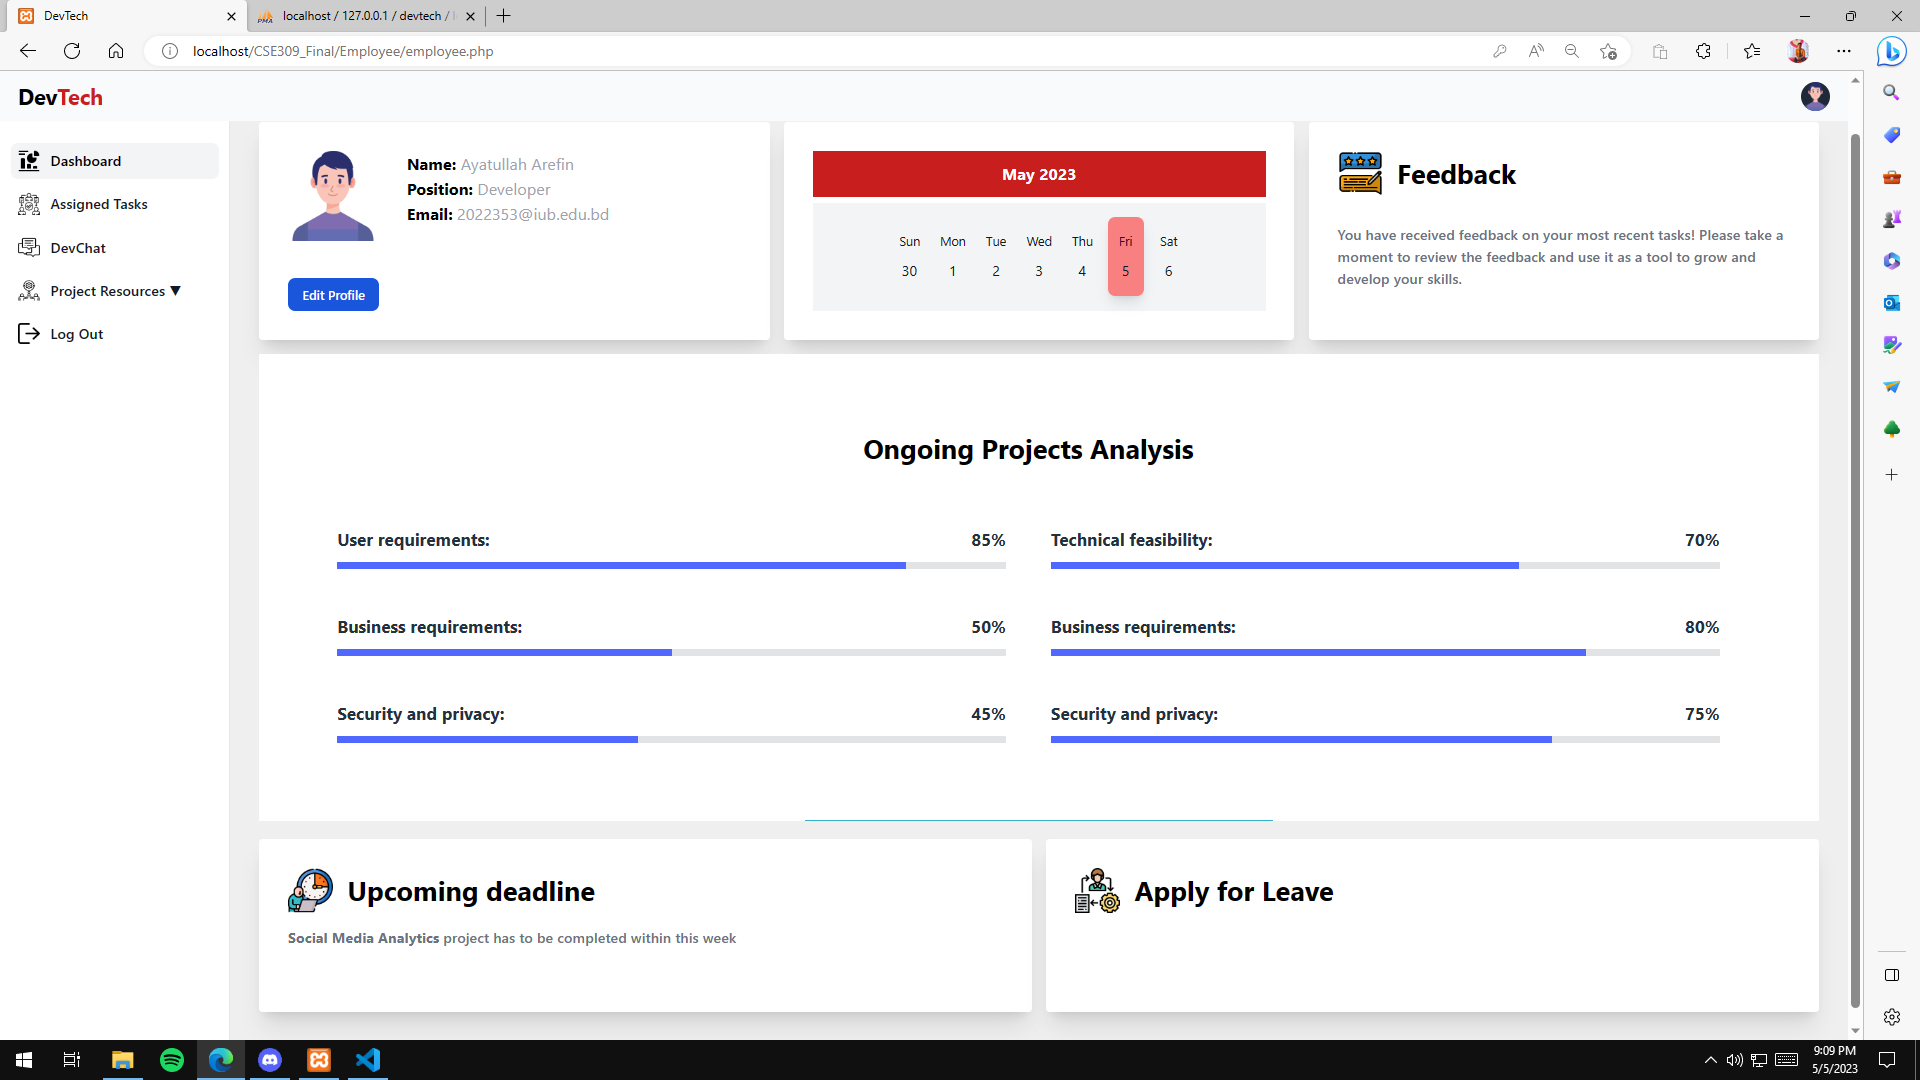 DevTech
localhost / 127.0.0.1 / devtech /
localhost/CSE309_Final/Employee/employee.php
DevTech
Dashboard
Assigned Tasks
DevChat
Project Resources ▼
Log Out
Name: Ayatullah Arefin
Position: Developer
Email: 2022353@iub.edu.bd
Edit Profile
May 2023
Sun Mon Tue Wed Thu Fri Sat
30 1 2 3 4 5 6
Feedback
You have received feedback on your most recent tasks! Please take a
moment to review the feedback and use it as a tool to grow and
develop your skills.
Ongoing Projects Analysis
User requirements: 85%
Technical feasibility: 70%
Business requirements: 50%
Business requirements: 80%
Security and privacy: 45%
Security and privacy: 75%
Upcoming deadline
Social Media Analytics project has to be completed within this week
Apply for Leave
9:09 PM
5/5/2023